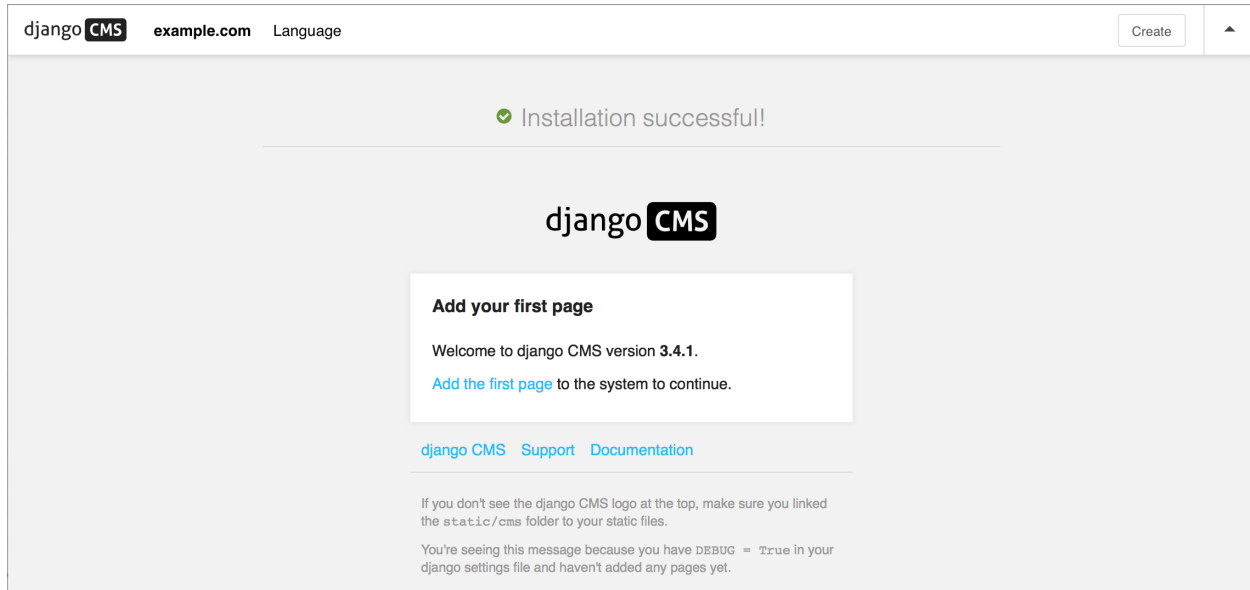 django CMS example.com Language Create
Installation successful!
django CMS
Add your first page
Welcome to django CMS version 3.4.1.
Add the first page to the system to continue.
django CMS Support Documentation
If you don't see the django CMS logo at the top, make sure you linked
the static/cms folder to your static files.
You're seeing this message because you have DEBUG = True in your
django settings file and haven't added any pages yet.